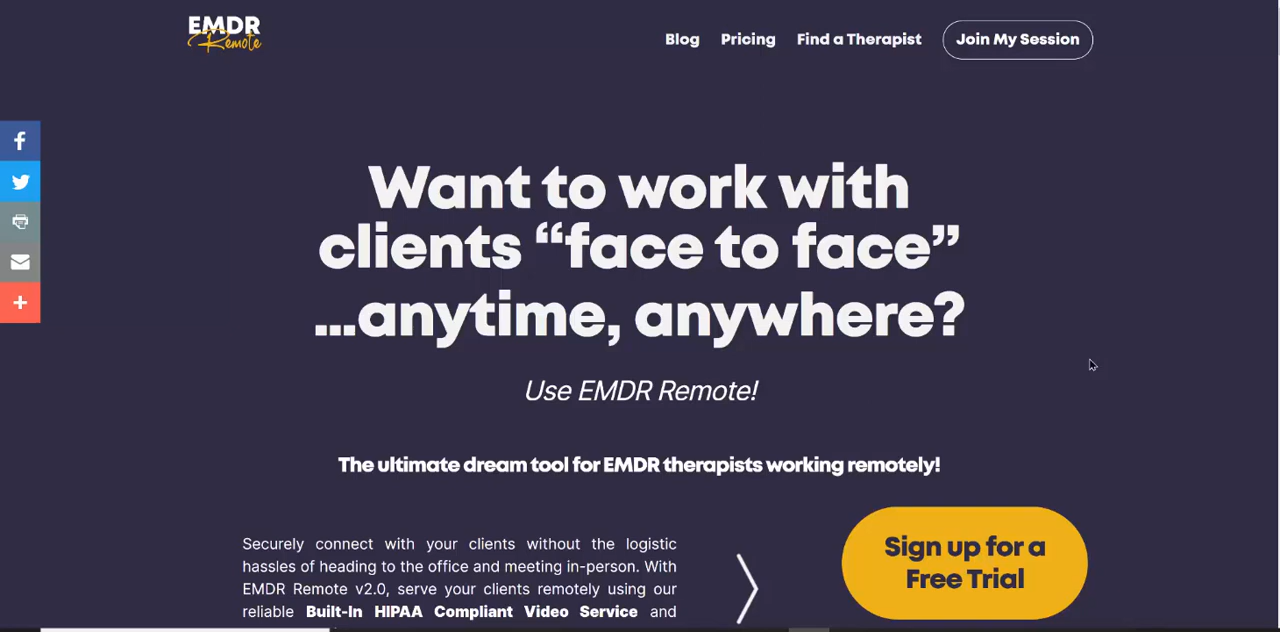 EMDR
Remote
Blog Pricing Find a Therapist Join My Session
Want to work with
clients “face to face”
...anytime, anywhere?
Use EMDR Remote!
The ultimate dream tool for EMDR therapists working remotely!
Securely connect with your clients without the logistic
hassles of heading to the office and meeting in-person. With
EMDR Remote v2.0, serve your clients remotely using our
reliable Built-In HIPAA Compliant Video Service and
Sign up for a
Free Trial